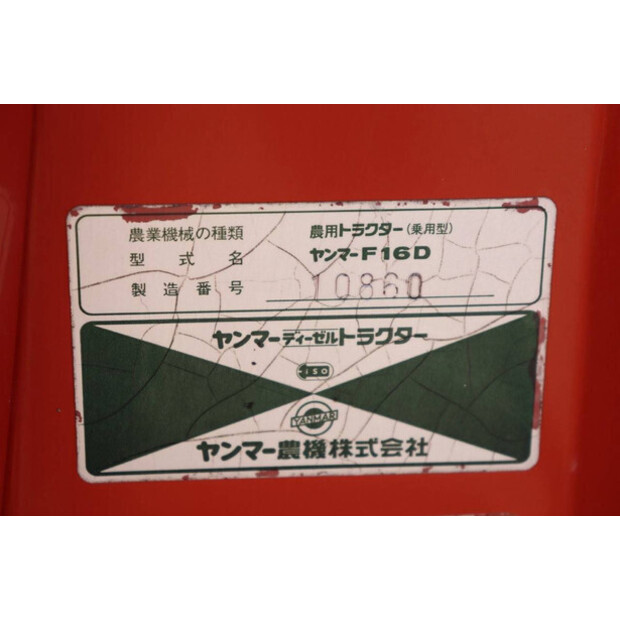 農業機械の種類 農用トラクター(乗用型)
型式名 ヤンマーF16D
製造番号 10860
ヤンマーディーゼルトラクター
ISO
YANMAR
ヤンマー農機株式会社